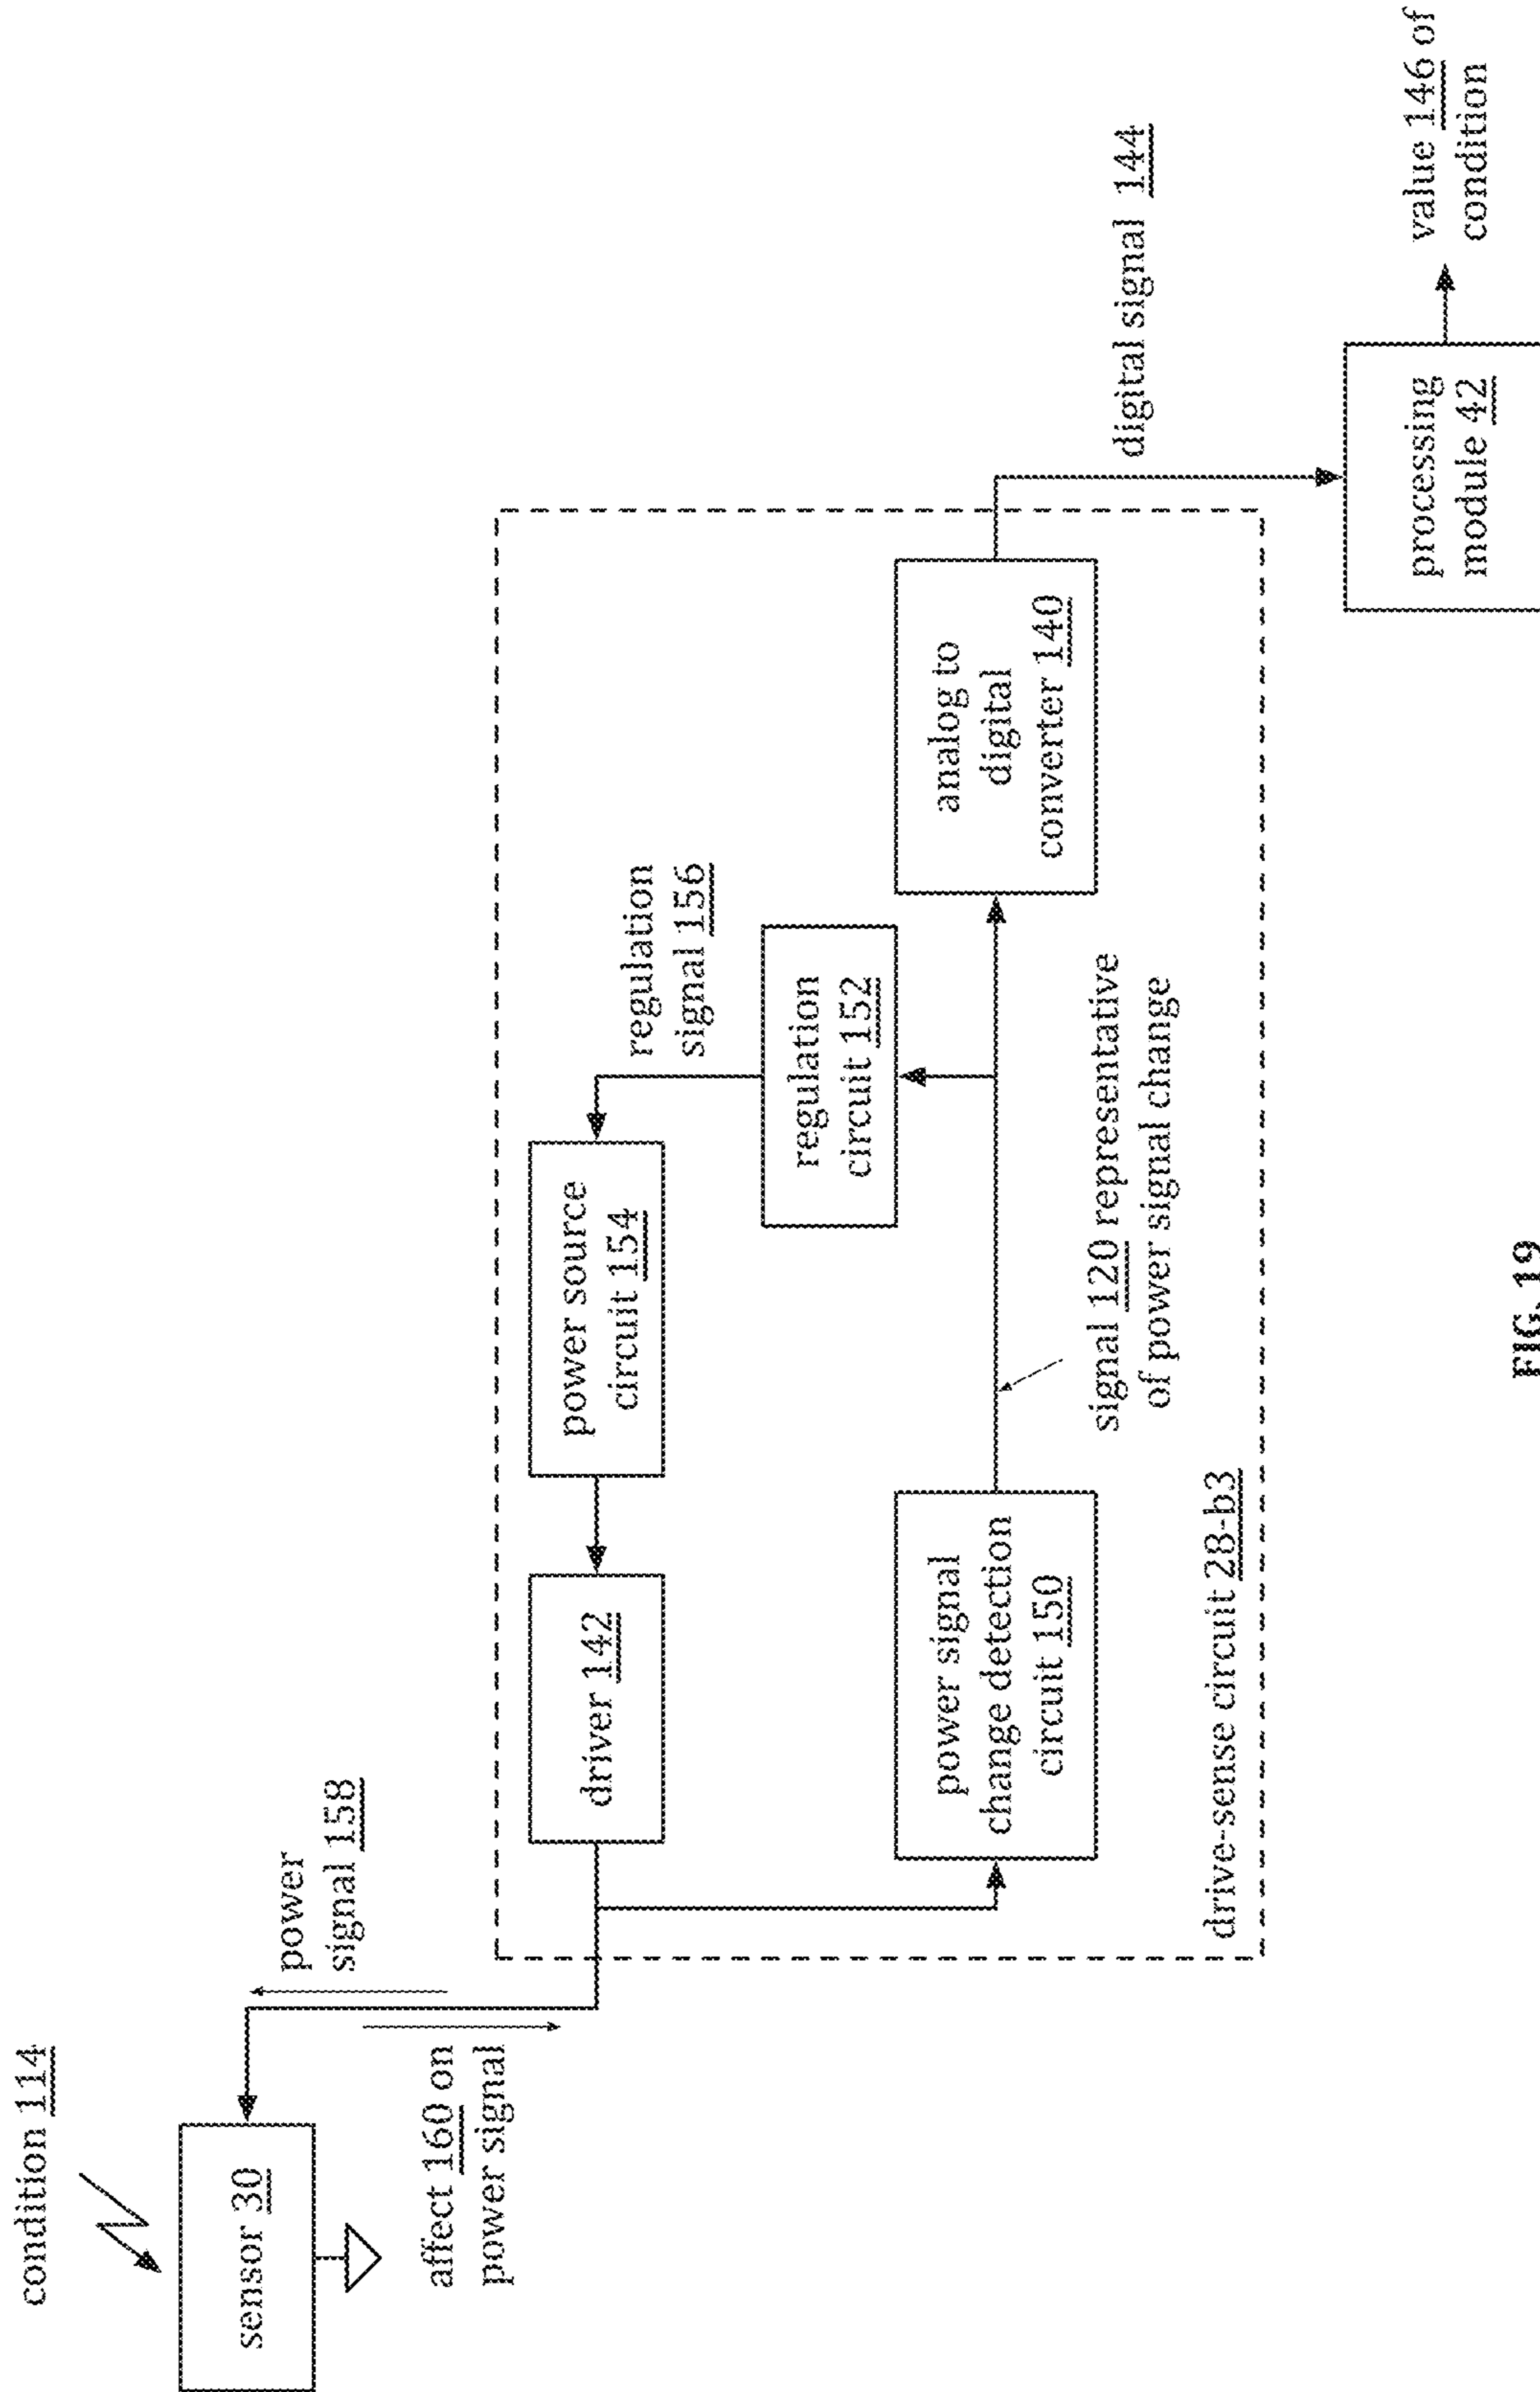 condition 114
sensor 30
power
signal 158
affect 160 on
power signal
driver 142
power source
circuit 154
regulation
signal 156
regulation
circuit 152
power signal
change detection
circuit 150
signal 120 representative
of power signal change
analog to
digital
converter 140
drive-sense circuit 28-b3
digital signal 144
processing
module 42
value 146 of
condition
FIG. 19